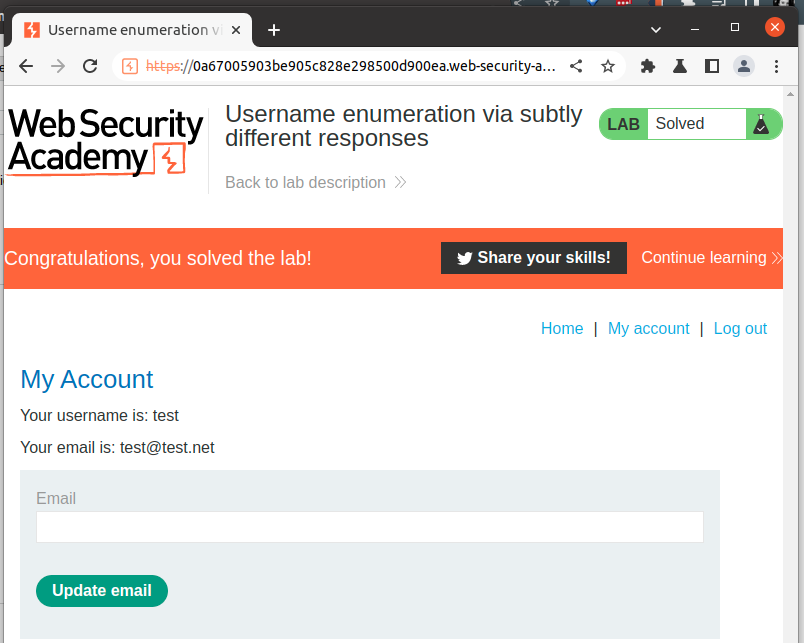 Username enumeration vi
https://0a67005903be905c828e298500d900ea.web-security-a...
Web Security
Academy
Username enumeration via subtly
different responses
LAB Solved
Back to lab description
Congratulations, you solved the lab!
Share your skills!
Continue learning
Home | My account | Log out
My Account
Your username is: test
Your email is: test@test.net
Email
Update email